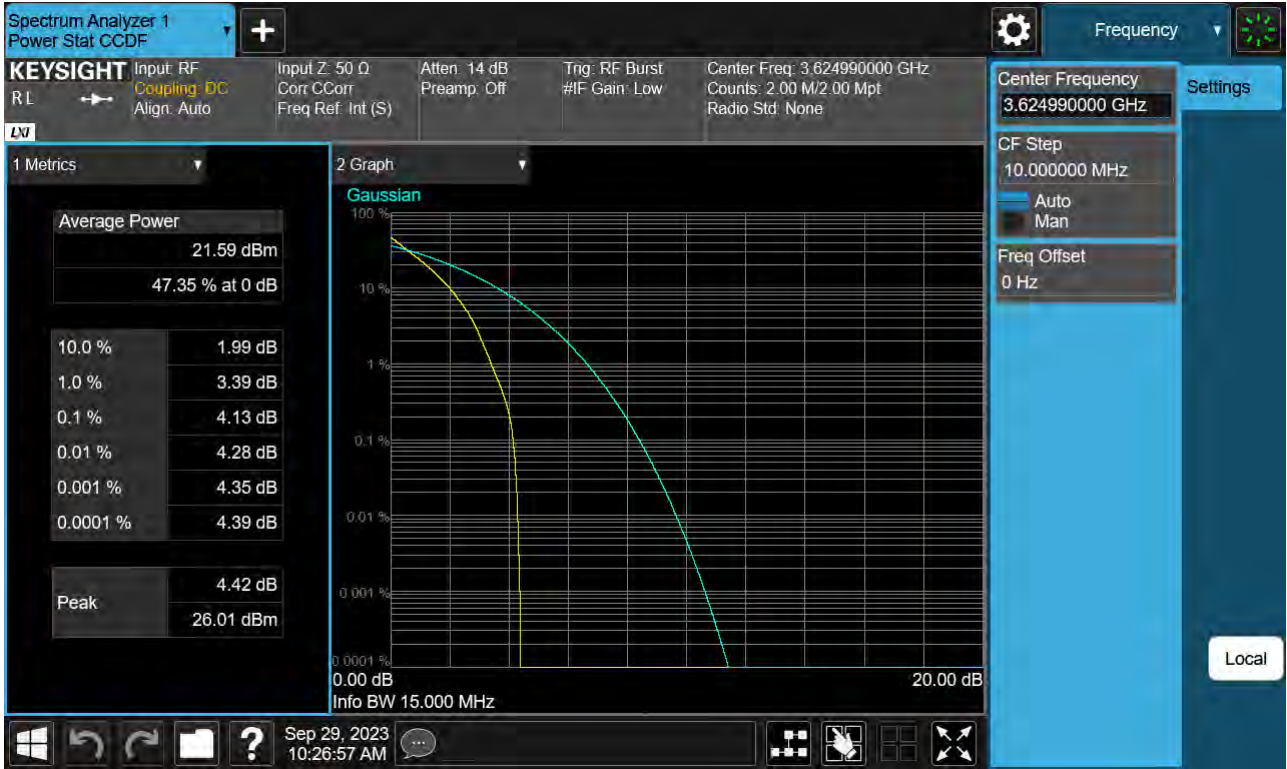 Spectrum Analyzer 1
Power Stat CCDF
Frequency
KEYSIGHT
R L
LXI
Input: RF
Coupling: DC
Align: Auto
Input Z: 50 Ω
Corr CCorr
Freq Ref: Int (S)
Atten: 14 dB
Preamp: Off
Trig: RF Burst
#IF Gain: Low
Center Freq: 3.624990000 GHz
Counts: 2.00 M/2.00 Mpt
Radio Std: None
Center Frequency
3.624990000 GHz
Settings
CF Step
10.000000 MHz
Auto
Man
Freq Offset
0 Hz
1 Metrics
Average Power
21.59 dBm
47.35 % at 0 dB
10.0 % 1.99 dB
1.0 % 3.39 dB
0.1 % 4.13 dB
0.01 % 4.28 dB
0.001 % 4.35 dB
0.0001 % 4.39 dB
Peak
4.42 dB
26.01 dBm
2 Graph
Gaussian
100 %
10 %
1 %
0.1 %
0.01 %
0.001 %
0.0001 %
0.00 dB 20.00 dB
Info BW 15.000 MHz
Local
?
Sep 29, 2023
10:26:57 AM